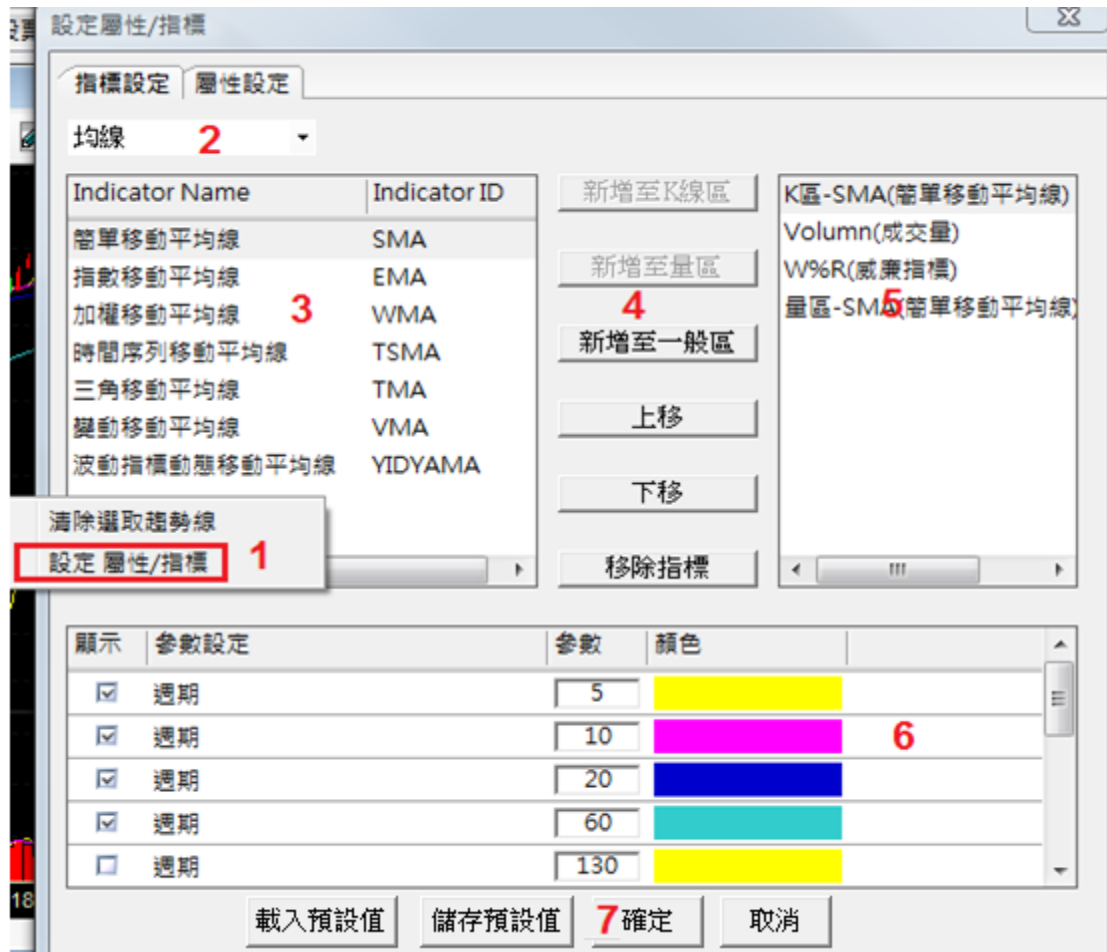 設定屬性/指標
指標設定 屬性設定
均線 2
Indicator Name Indicator ID
簡單移動平均線 SMA
指數移動平均線 EMA
加權移動平均線 WMA
時間序列移動平均線 TSMA
三角移動平均線 TMA
變動移動平均線 VMA
波動指標動態移動平均線 YIDYAMA
3
新增至K線區
新增至量區
4
新增至一般區
上移
下移
移除指標
K區-SMA(簡單移動平均線)
Volumn(成交量)
W%R(威廉指標)
量區-SMA(簡單移動平均線)
5
清除選取趨勢線
設定 屬性/指標 1
顯示 參數設定 參數 顏色
週期 5
週期 10
週期 20
週期 60
週期 130
6
18
載入預設值 儲存預設值 7 確定 取消